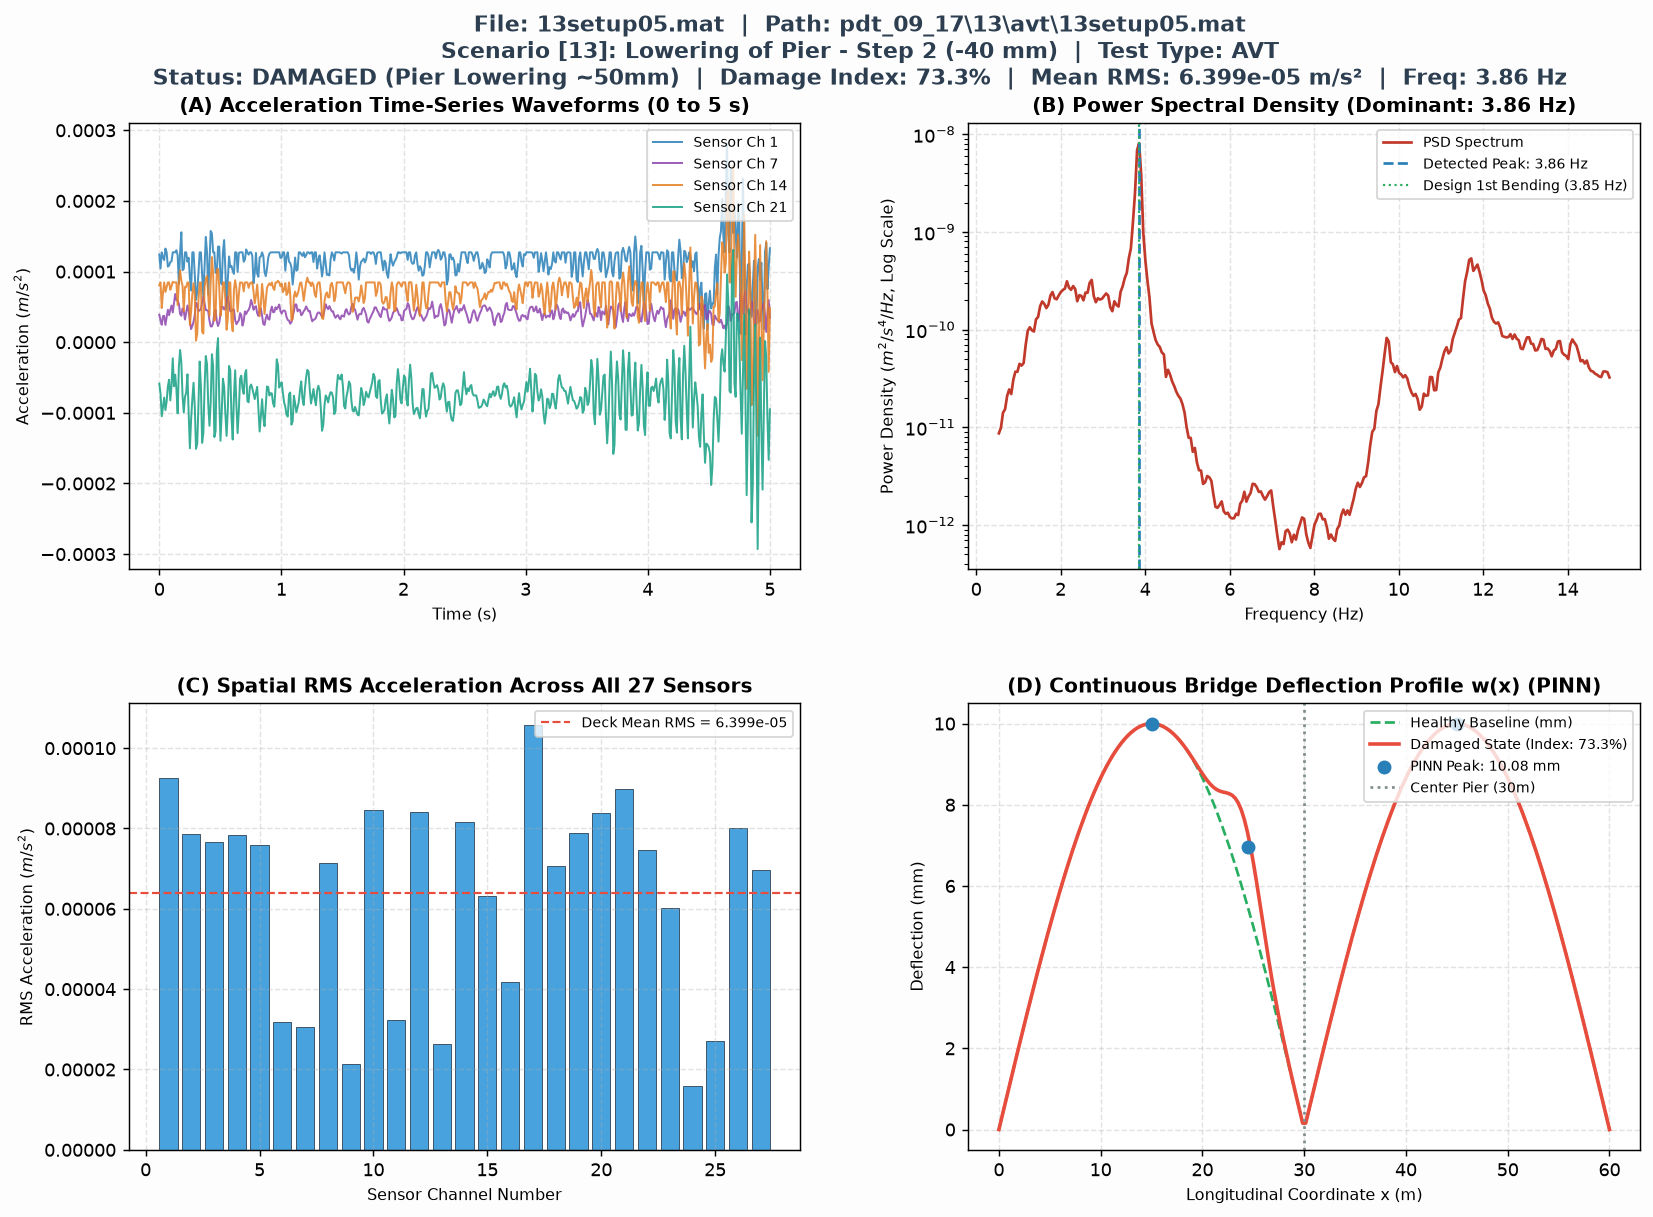 File: 13setup05.mat | Path: pdt_09_17\13\avt\13setup05.mat
Scenario [13]: Lowering of Pier - Step 2 (-40 mm) | Test Type: AVT
Status: DAMAGED (Pier Lowering ~50mm) | Damage Index: 73.3% | Mean RMS: 6.399e-05 m/s² | Freq: 3.86 Hz
(A) Acceleration Time-Series Waveforms (0 to 5 s)
0.0003
0.0002
0.0001
0.0000
−0.0001
−0.0002
−0.0003
Acceleration (m/s²)
Sensor Ch 1
Sensor Ch 7
Sensor Ch 14
Sensor Ch 21
0 1 2 3 4 5
Time (s)
(B) Power Spectral Density (Dominant: 3.86 Hz)
10⁻⁸
10⁻⁹
10⁻¹⁰
10⁻¹¹
10⁻¹²
Power Density (m²/s⁴/Hz, Log Scale)
PSD Spectrum
Detected Peak: 3.86 Hz
Design 1st Bending (3.85 Hz)
0 2 4 6 8 10 12 14
Frequency (Hz)
(C) Spatial RMS Acceleration Across All 27 Sensors
0.00010
0.00008
0.00006
0.00004
0.00002
0.00000
RMS Acceleration (m/s²)
Deck Mean RMS = 6.399e-05
0 5 10 15 20 25
Sensor Channel Number
(D) Continuous Bridge Deflection Profile w(x) (PINN)
10
8
6
4
2
0
Deflection (mm)
Healthy Baseline (mm)
Damaged State (Index: 73.3%)
PINN Peak: 10.08 mm
Center Pier (30m)
0 10 20 30 40 50 60
Longitudinal Coordinate x (m)